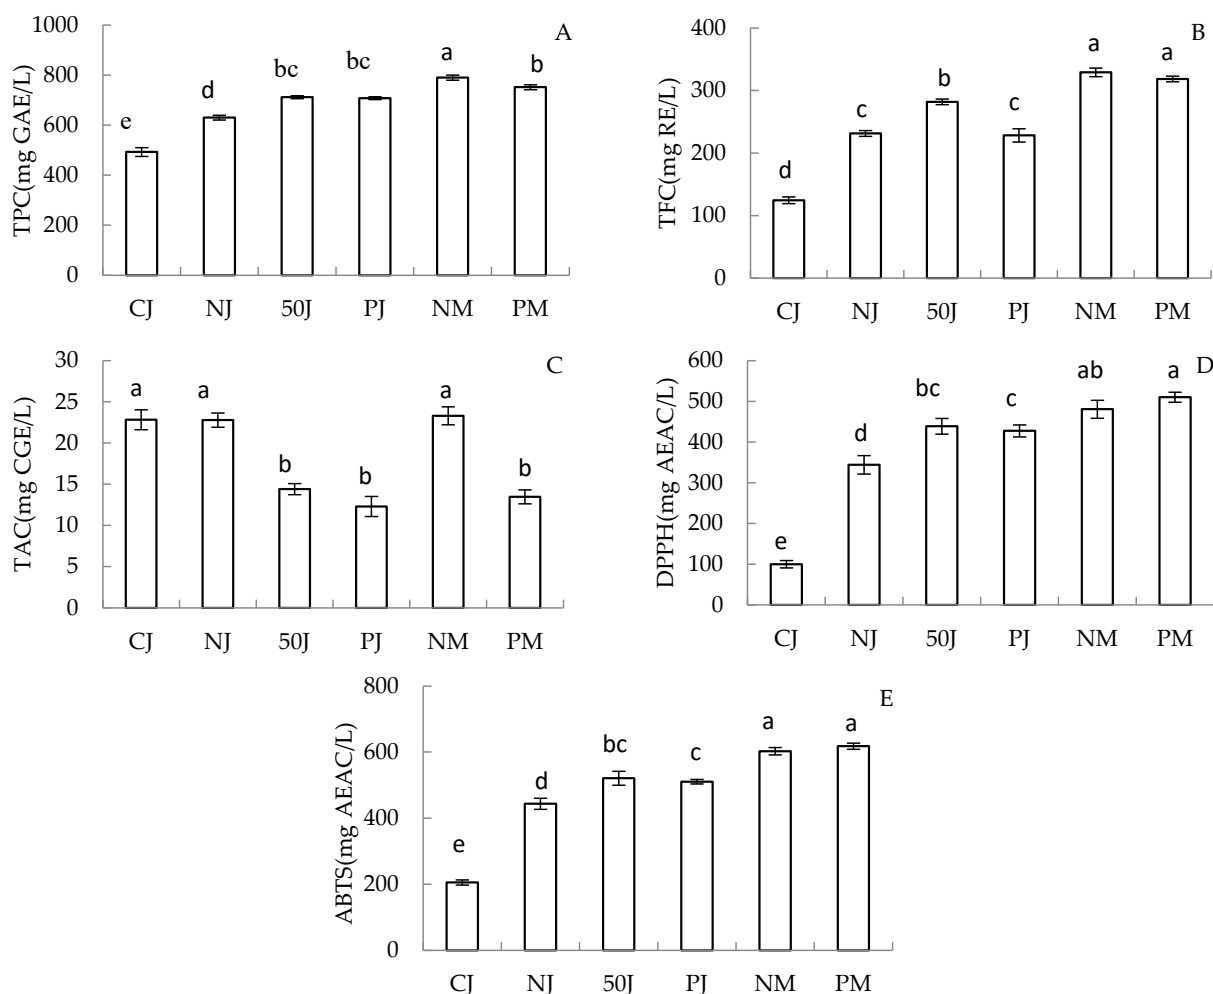 A
TPC(mg GAE/L)
1000
800
600
400
200
0
e
d
bc
bc
a
b
CJ NJ 50J PJ NM PM
B
TFC(mg RE/L)
400
300
200
100
0
d
c
b
c
a
a
CJ NJ 50J PJ NM PM
C
TAC(mg CGE/L)
30
25
20
15
10
5
0
a
a
b
b
a
b
CJ NJ 50J PJ NM PM
D
DPPH(mg AEAC/L)
600
500
400
300
200
100
0
e
d
bc
c
ab
a
CJ NJ 50J PJ NM PM
E
ABTS(mg AEAC/L)
800
600
400
200
0
e
d
bc
c
a
a
CJ NJ 50J PJ NM PM